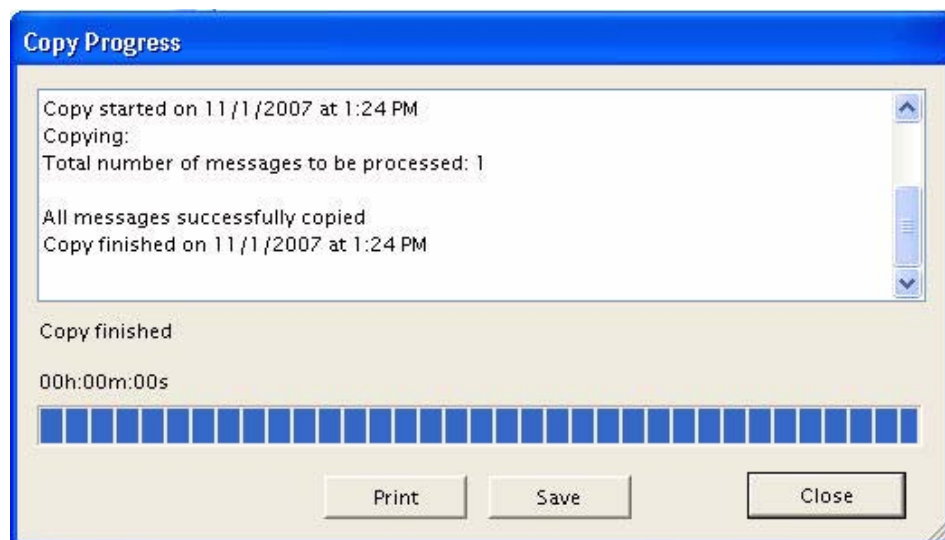 Copy Progress
Copy started on 11/1/2007 at 1:24 PM
Copying:
Total number of messages to be processed: 1
All messages successfully copied
Copy finished on 11/1/2007 at 1:24 PM
Copy finished
00h:00m:00s
Print Save Close